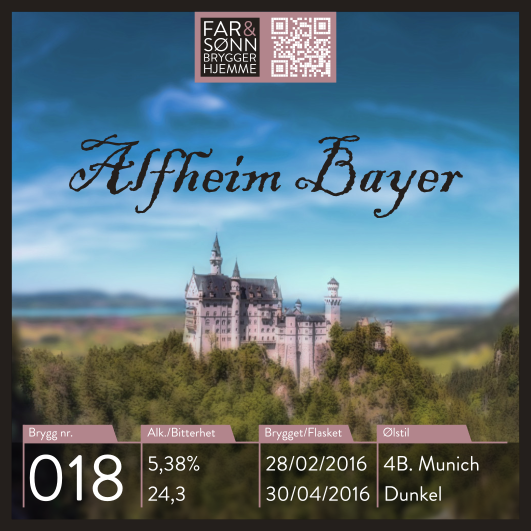 FAR&
SØNN
BRYGGER
HJEMME
Alfheim Bayer
Brygg nr.
018
Alk./Bitterhet
5,38%
24,3
Brygget/Flasket
28/02/2016
30/04/2016
Ølstil
4B. Munich
Dunkel